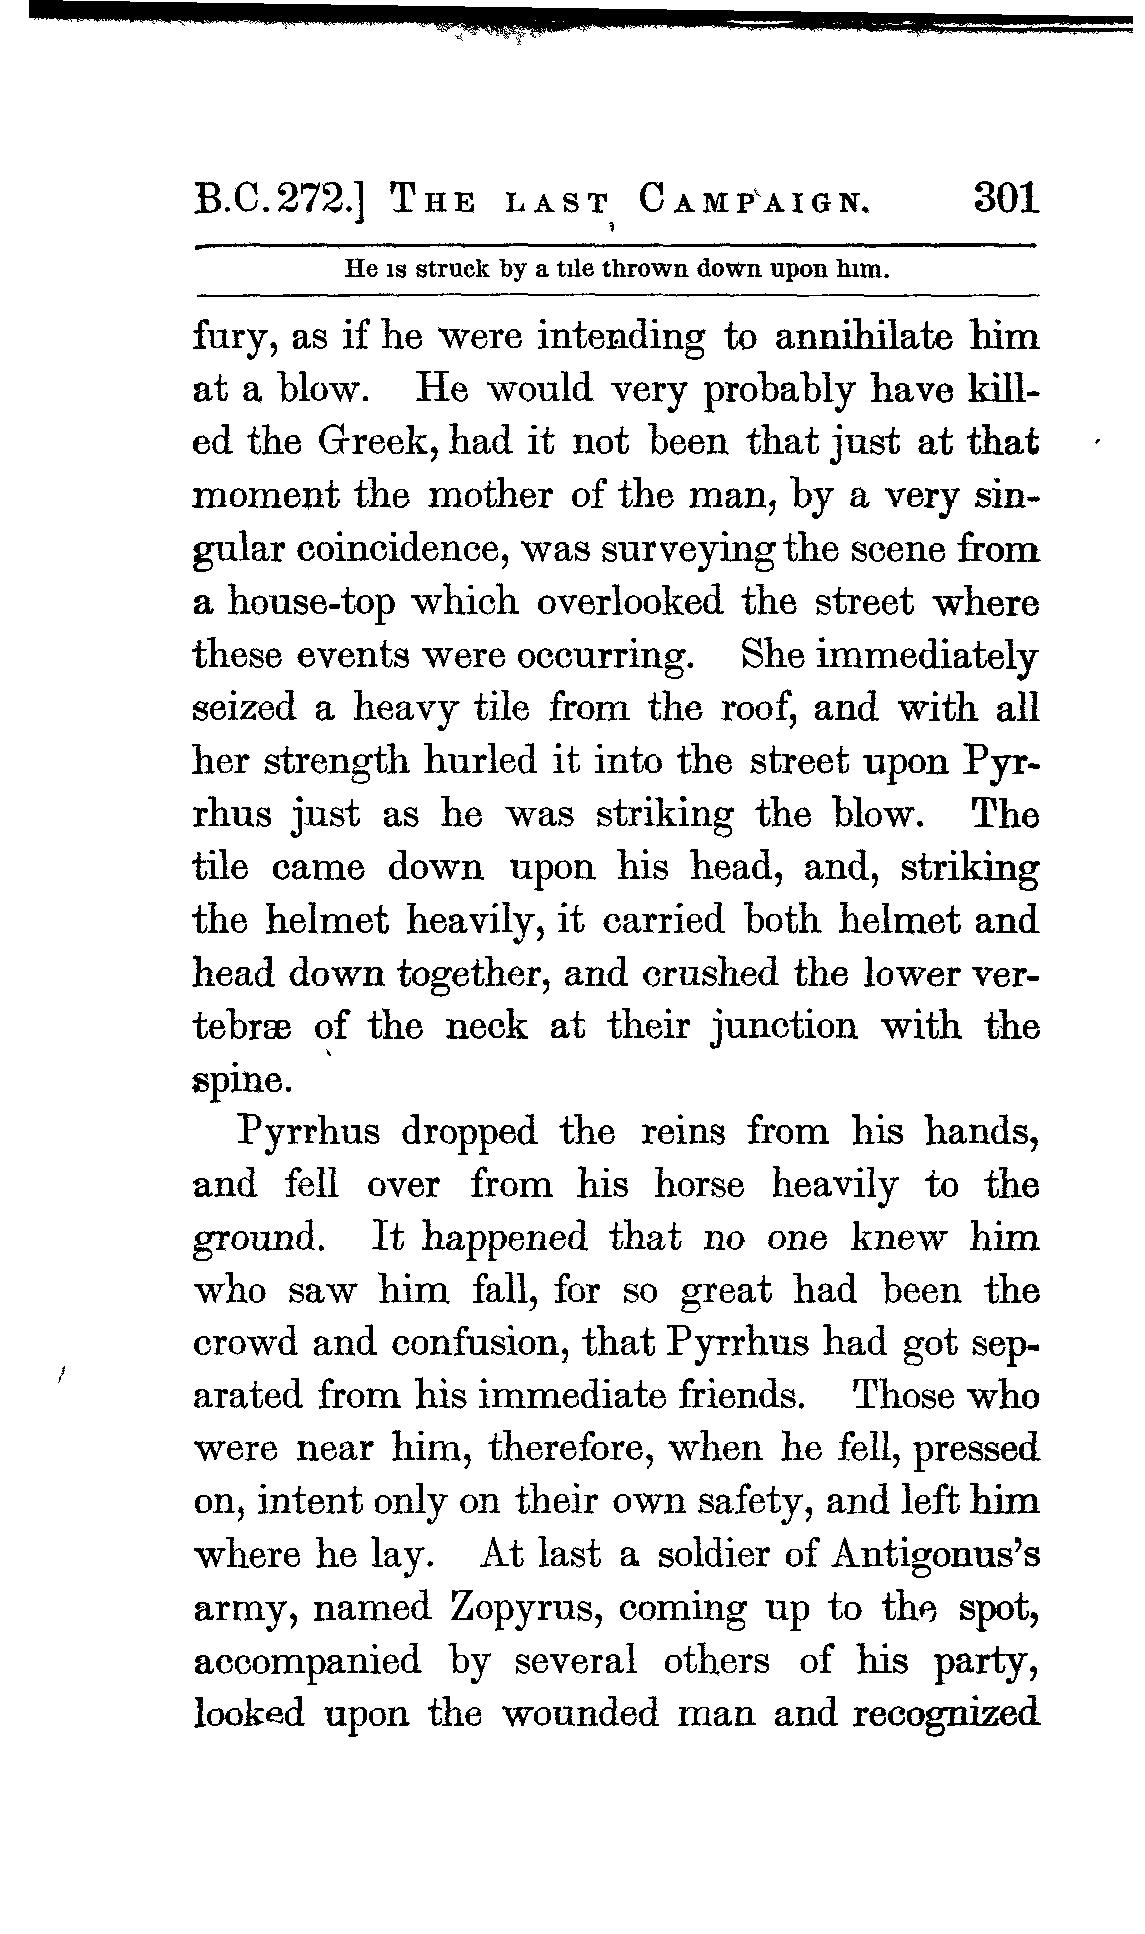 B.C. 272.] THE LAST CAMPAIGN. 301
He is struck by a tile thrown down upon him.
fury, as if he were intending to annihilate him
at a blow. He would very probably have kill-
ed the Greek, had it not been that just at that
moment the mother of the man, by a very sin-
gular coincidence, was surveying the scene from
a house-top which overlooked the street where
these events were occurring. She immediately
seized a heavy tile from the roof, and with all
her strength hurled it into the street upon Pyr-
rhus just as he was striking the blow. The
tile came down upon his head, and, striking
the helmet heavily, it carried both helmet and
head down together, and crushed the lower ver-
tebræ of the neck at their junction with the
spine.
Pyrrhus dropped the reins from his hands,
and fell over from his horse heavily to the
ground. It happened that no one knew him
who saw him fall, for so great had been the
crowd and confusion, that Pyrrhus had got sep-
arated from his immediate friends. Those who
were near him, therefore, when he fell, pressed
on, intent only on their own safety, and left him
where he lay. At last a soldier of Antigonus's
army, named Zopyrus, coming up to the spot,
accompanied by several others of his party,
looked upon the wounded man and recognized